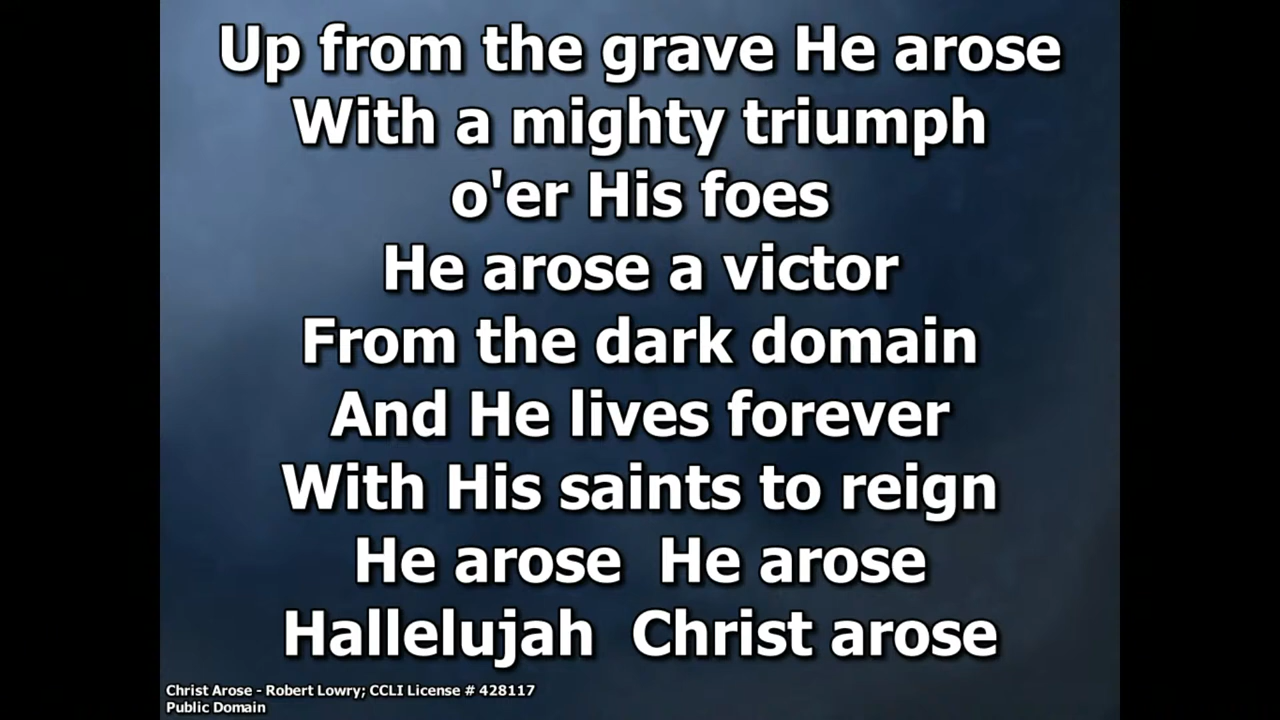 Up from the grave He arose
With a mighty triumph
o'er His foes
He arose a victor
From the dark domain
And He lives forever
With His saints to reign
He arose  He arose
Hallelujah  Christ arose
Christ Arose - Robert Lowry; CCLI License # 428117
Public Domain